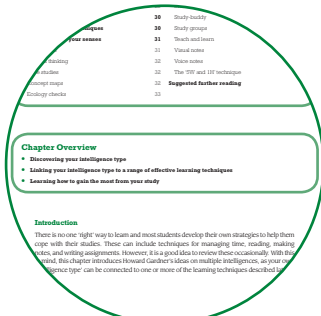 30 Study-buddy
iques 30 Study groups
your senses 31 Teach and learn
31 Visual notes
thinking 32 Voice notes
studies 32 The '5W and 1H' technique
oncept maps 32 Suggested further reading
Ecology checks 33
Chapter Overview
▪ Discovering your intelligence type
▪ Linking your intelligence type to a range of effective learning techniques
▪ Learning how to gain the most from your study
Introduction
There is no one 'right' way to learn and most students develop their own strategies to help them
cope with their studies. These can include techniques for managing time, reading, making
notes, and writing assignments. However, it is a good idea to review these occasionally. With this
mind, this chapter introduces Howard Gardner's ideas on multiple intelligences, as your
type' can be connected to one or more of the learning techniques described